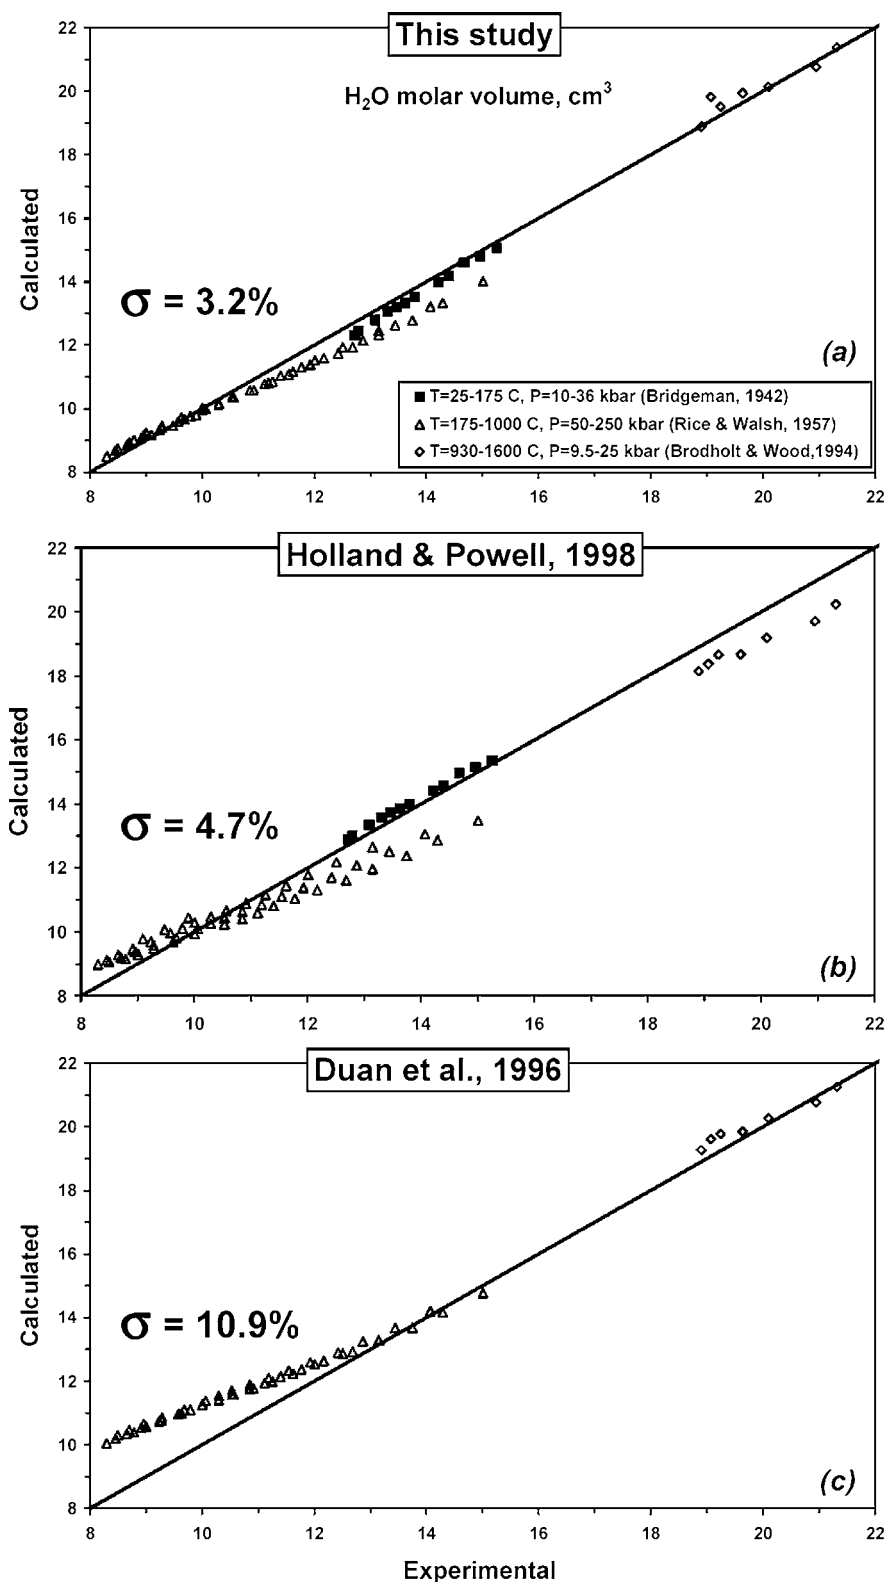 This study
H₂O molar volume, cm³
22
20
18
16
14
12
10
8
Calculated
σ = 3.2%
(a)
T=25-175 C, P=10-36 kbar (Bridgeman, 1942)
T=175-1000 C, P=50-250 kbar (Rice & Walsh, 1957)
T=930-1600 C, P=9.5-25 kbar (Brodholt & Wood,1994)
8 10 12 14 16 18 20 22
Holland & Powell, 1998
22
20
18
16
14
12
10
8
Calculated
σ = 4.7%
(b)
8 10 12 14 16 18 20 22
Duan et al., 1996
22
20
18
16
14
12
10
8
Calculated
σ = 10.9%
(c)
8 10 12 14 16 18 20 22
Experimental